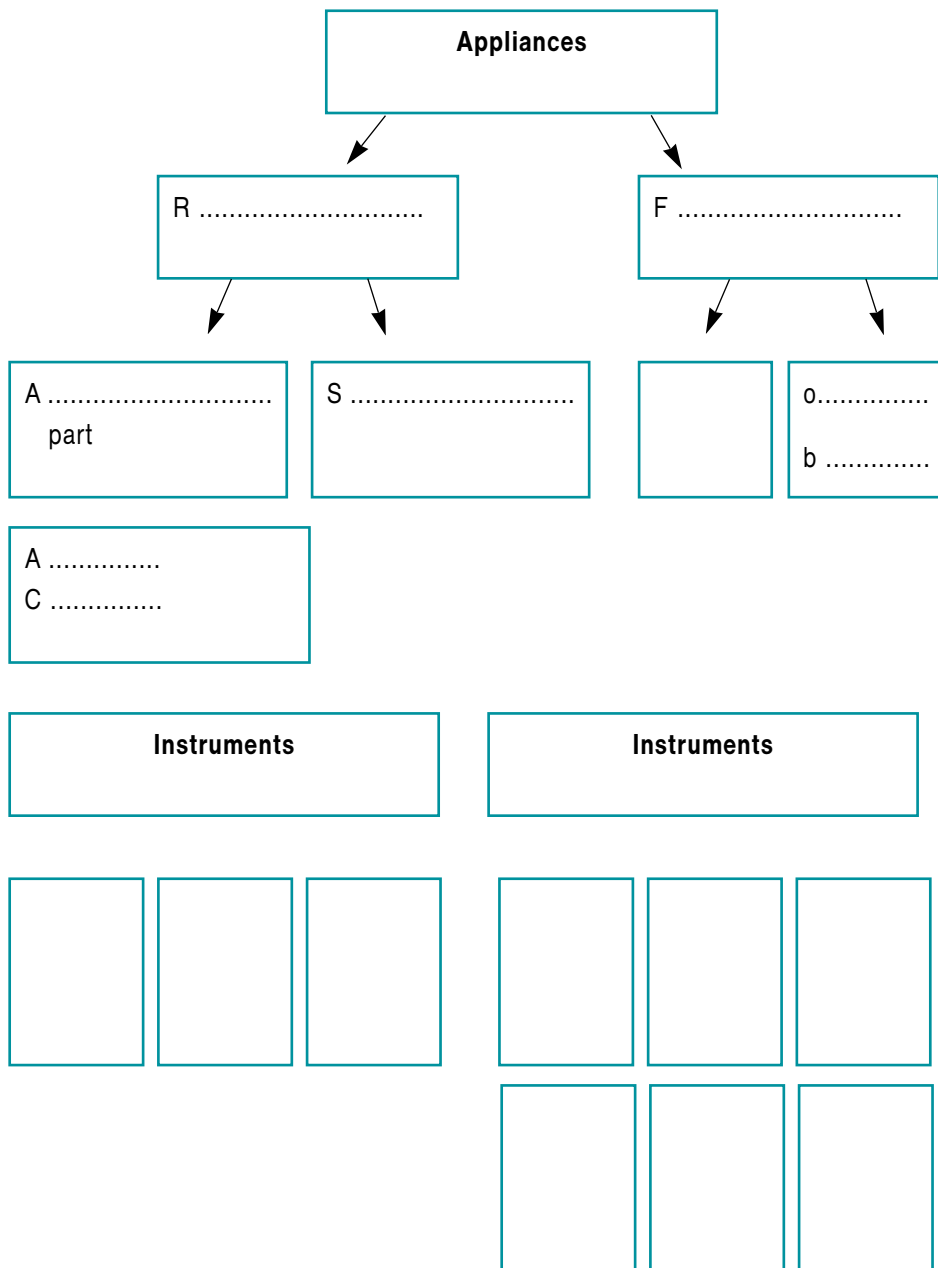 Appliances
R ..............................
F ..............................
A ..............................
part
S ..............................
o...............
b ..............
A ...............
C ...............
Instruments
Instruments